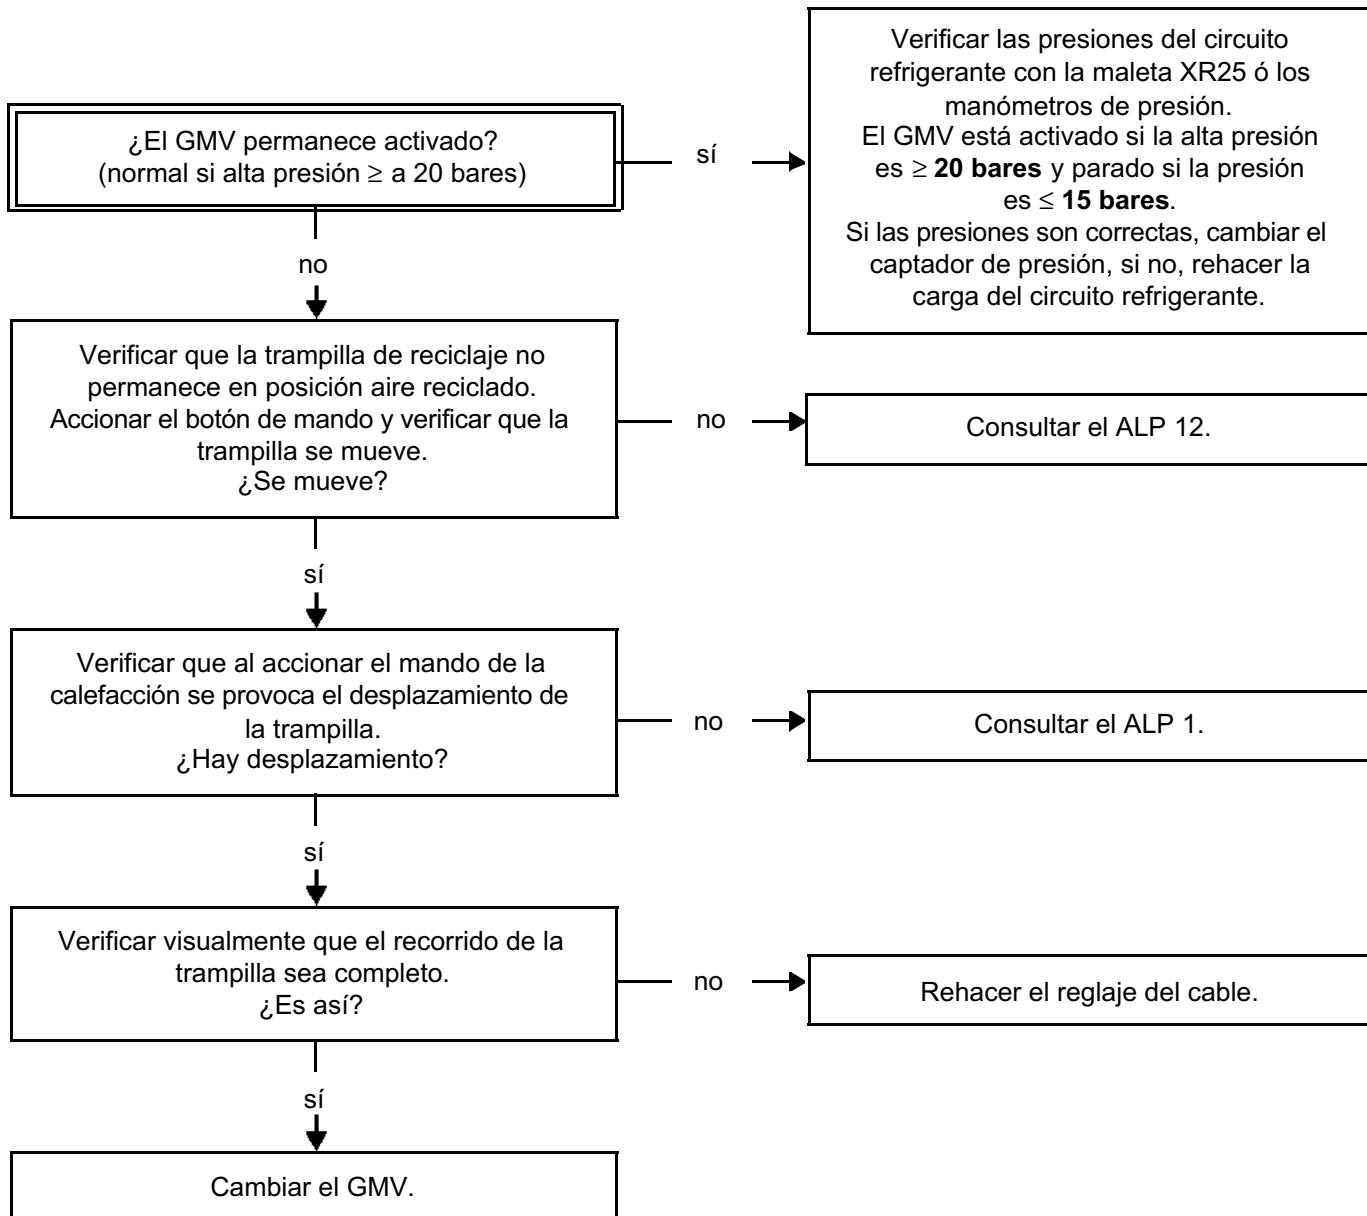 ¿El GMV permanece activado?
(normal si alta presión ≥ a 20 bares)
sí
Verificar las presiones del circuito
refrigerante con la maleta XR25 ó los
manómetros de presión.
El GMV está activado si la alta presión
es ≥ 20 bares y parado si la presión
es ≤ 15 bares.
Si las presiones son correctas, cambiar el
captador de presión, si no, rehacer la
carga del circuito refrigerante.
no
Verificar que la trampilla de reciclaje no
permanece en posición aire reciclado.
Accionar el botón de mando y verificar que la
trampilla se mueve.
¿Se mueve?
no
Consultar el ALP 12.
sí
Verificar que al accionar el mando de la
calefacción se provoca el desplazamiento de
la trampilla.
¿Hay desplazamiento?
no
Consultar el ALP 1.
sí
Verificar visualmente que el recorrido de la
trampilla sea completo.
¿Es así?
no
Rehacer el reglaje del cable.
sí
Cambiar el GMV.